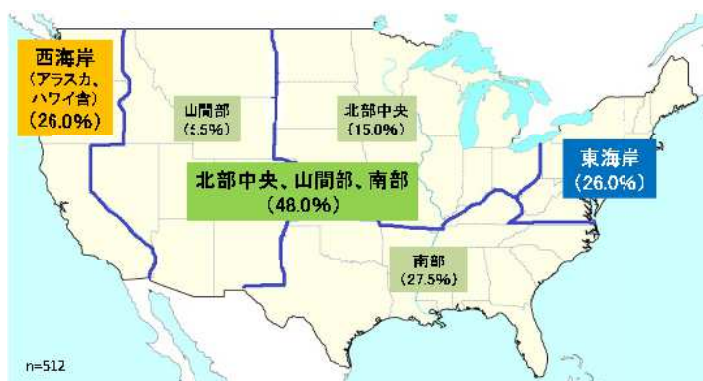 西海岸
(アラスカ、
ハワイ含)
(26.0%)
山間部
(5.5%)
北部中央
(15.0%)
北部中央、山間部、南部
(48.0%)
東海岸
(26.0%)
南部
(27.5%)
n=512